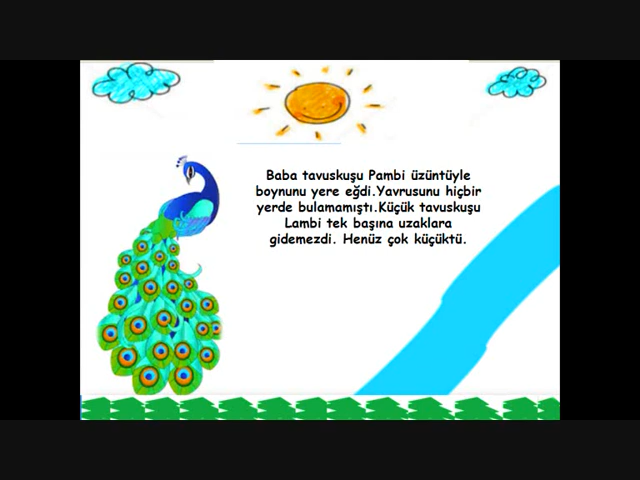 Baba tavuskuşu Pambi üzüntüyle
boynunu yere eğdi.Yavrusunu hiçbir
yerde bulamamıştı.Küçük tavuskuşu
Lambi tek başına uzaklara
gidemezdi. Henüz çok küçüktü.